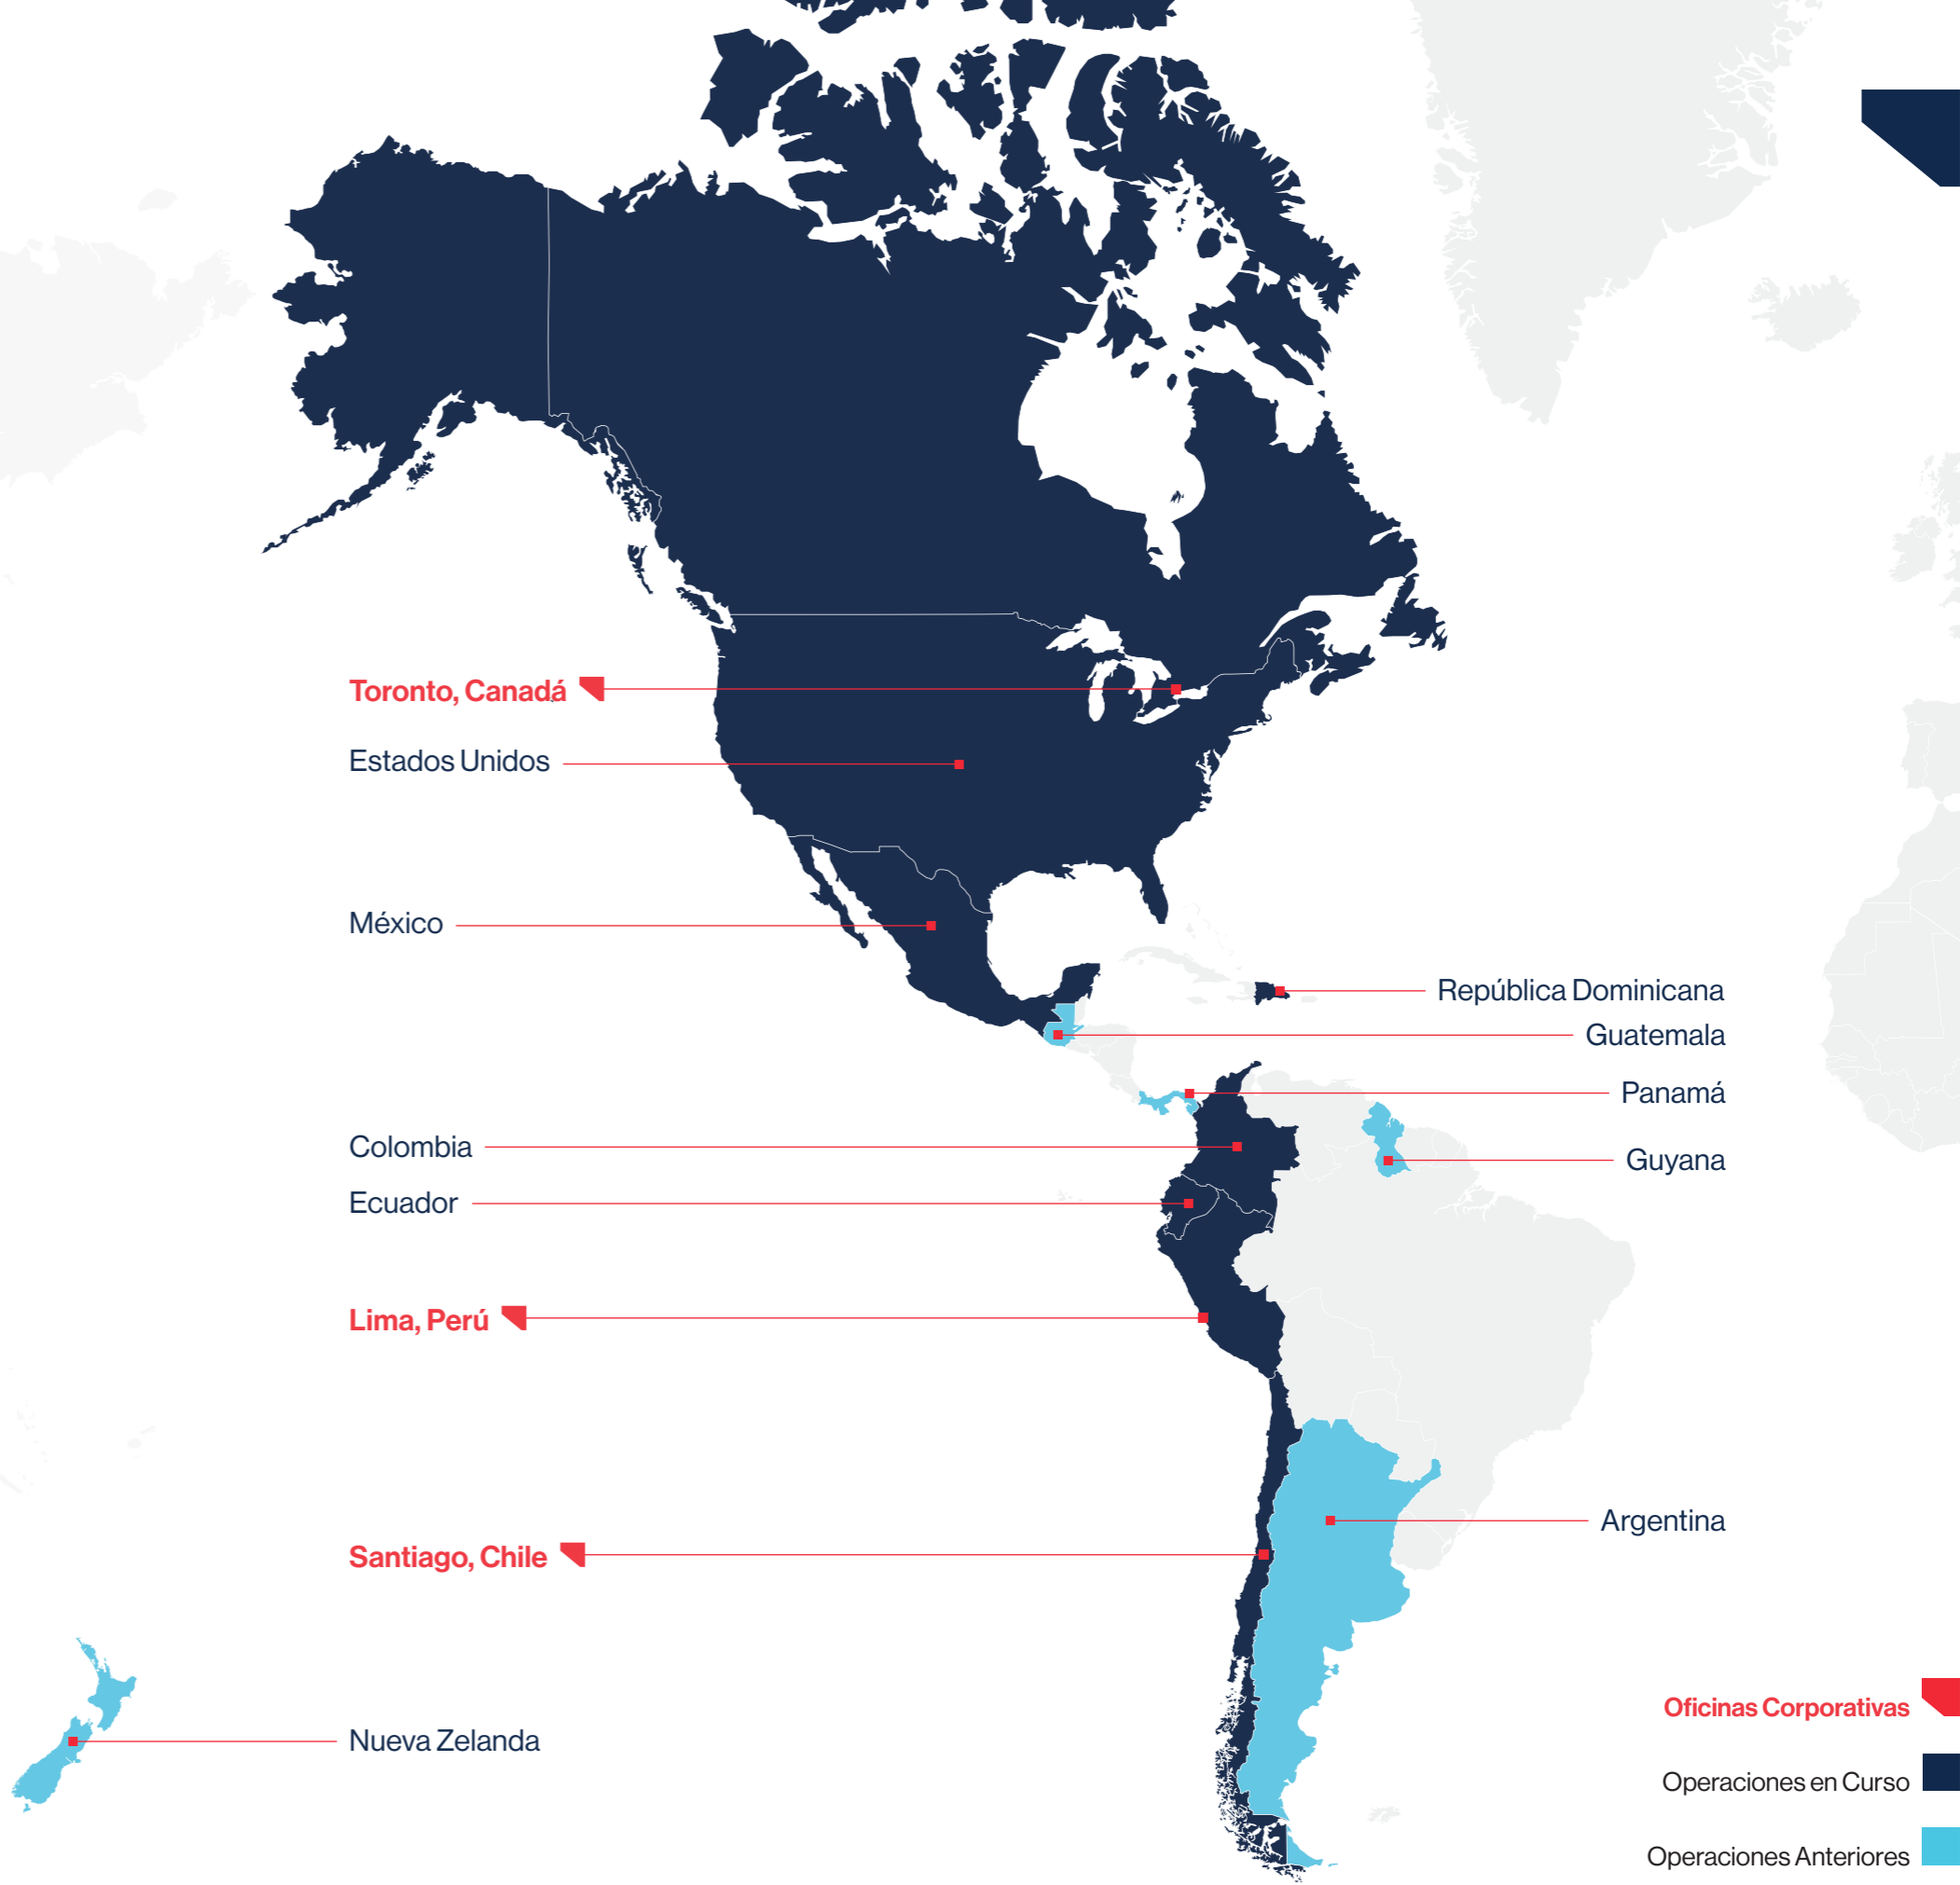 Toronto, Canadá
Estados Unidos
México
República Dominicana
Guatemala
Panamá
Colombia
Guyana
Ecuador
Lima, Perú
Argentina
Santiago, Chile
Nueva Zelanda
Oficinas Corporativas
Operaciones en Curso
Operaciones Anteriores